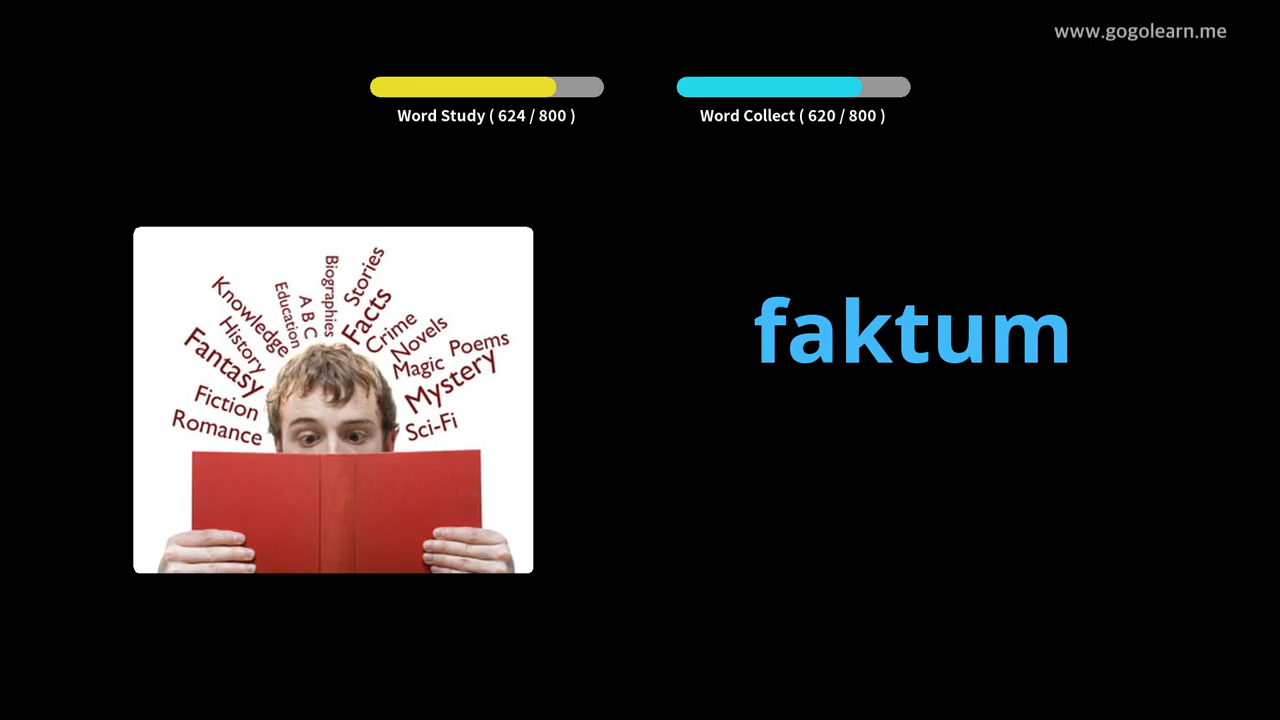 www.gogolearn.me
Word Study ( 624 / 800 )
Word Collect ( 620 / 800 )
faktum
Biographies
Stories
Education
A B C
Facts
Knowledge
History
Crime
Novels
Poems
Fantasy
Magic
Mystery
Fiction
Romance
Sci-Fi